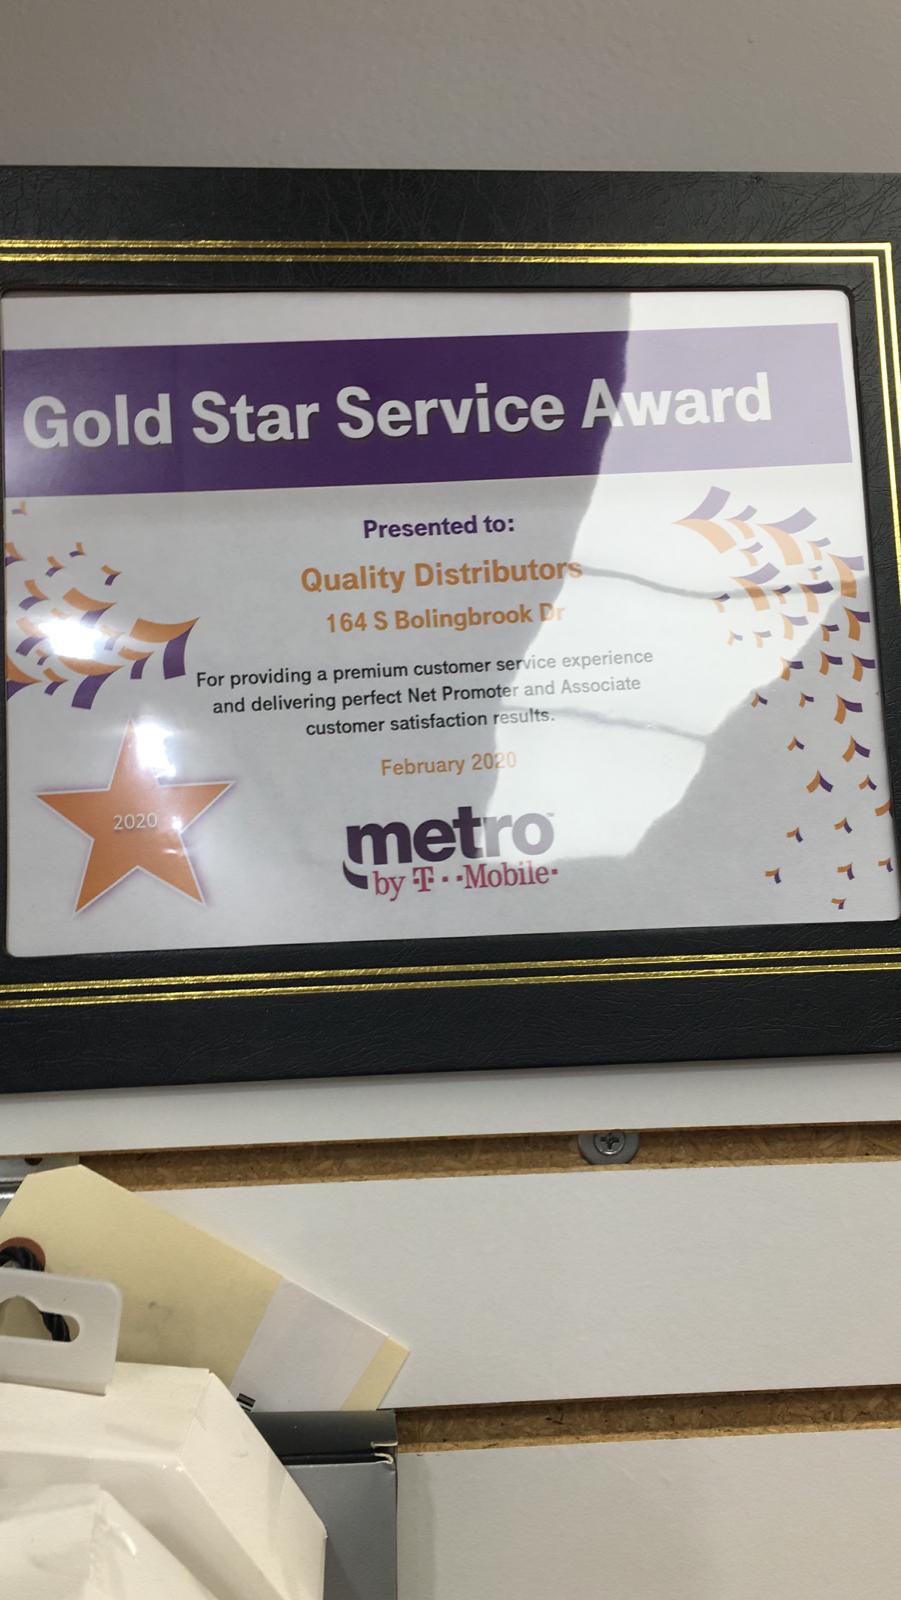 Gold Star Service Award
Presented to:
Quality Distributors
164 S Bolingbrook Dr
For providing a premium customer service experience
and delivering perfect Net Promoter and Associate
customer satisfaction results.
February 2020
2020
metro™
by T··Mobile·